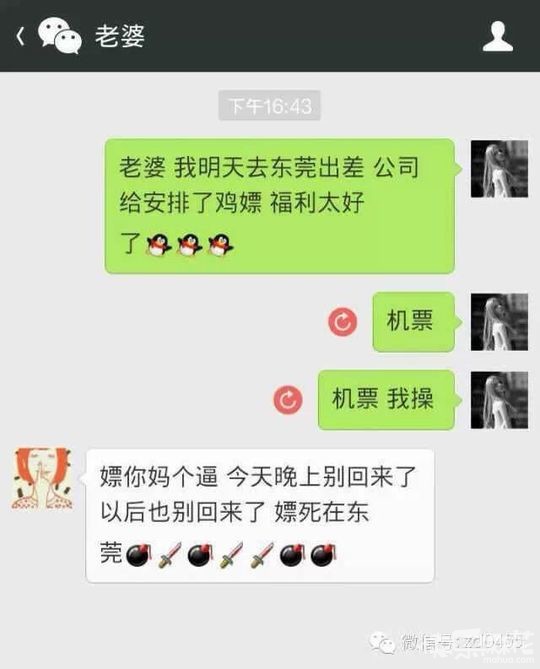 老婆
下午16:43
老婆 我明天去东莞出差 公司
给安排了鸡嫖 福利太好
了
机票
机票 我操
嫖你妈个逼 今天晚上别回来了
以后也别回来了 嫖死在东
莞
微信号: zd0455